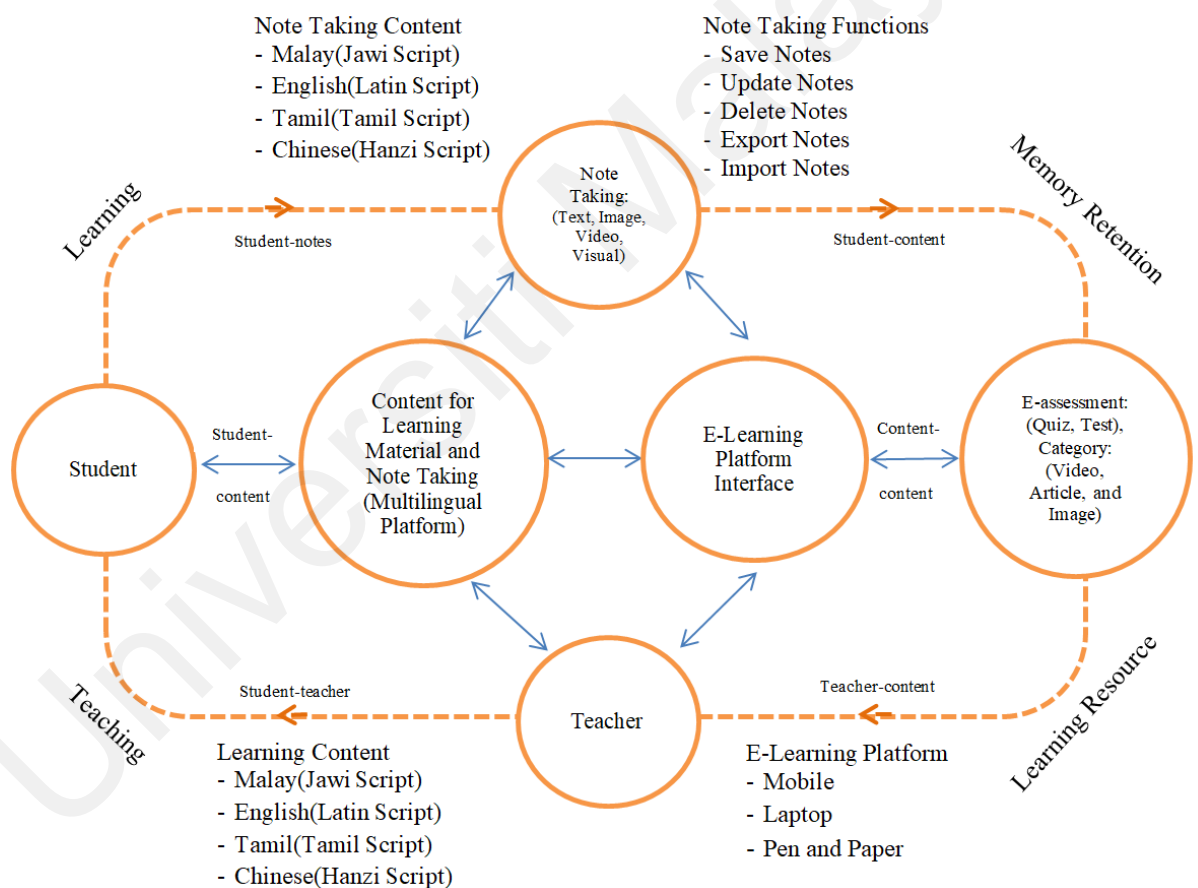 Note Taking Content
- Malay(Jawi Script)
- English(Latin Script)
- Tamil(Tamil Script)
- Chinese(Hanzi Script)
Note Taking Functions
- Save Notes
- Update Notes
- Delete Notes
- Export Notes
- Import Notes
Learning
Student-notes
Note
Taking:
(Text, Image,
Video,
Visual)
Student-content
Memory Retention
Student
Student-
content
Content for
Learning
Material and
Note Taking
(Multilingual
Platform)
E-Learning
Platform
Interface
Content-
content
E-assessment:
(Quiz, Test),
Category:
(Video,
Article, and
Image)
Teaching
Student-teacher
Teacher
Teacher-content
Learning Resource
Learning Content
- Malay(Jawi Script)
- English(Latin Script)
- Tamil(Tamil Script)
- Chinese(Hanzi Script)
E-Learning Platform
- Mobile
- Laptop
- Pen and Paper
Universiti Malay